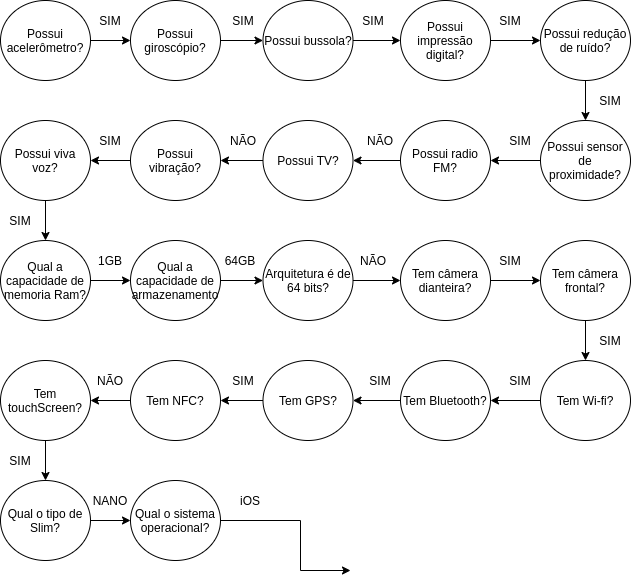 Possui
acelerômetro?
SIM
Possui
giroscópio?
SIM
Possui bussola?
SIM
Possui
impressão
digital?
SIM
Possui redução
de ruído?
SIM
Possui sensor
de
proximidade?
SIM
Possui radio
FM?
NÃO
Possui TV?
NÃO
Possui
vibração?
SIM
Possui viva
voz?
SIM
Qual a
capacidade de
memoria Ram?
1GB
Qual a
capacidade de
armazenamento
64GB
Arquitetura é de
64 bits?
NÃO
Tem câmera
dianteira?
SIM
Tem câmera
frontal?
SIM
Tem Wi-fi?
SIM
Tem Bluetooth?
SIM
Tem GPS?
SIM
Tem NFC?
NÃO
Tem
touchScreen?
SIM
Qual o tipo de
Slim?
NANO
Qual o sistema
operacional?
iOS